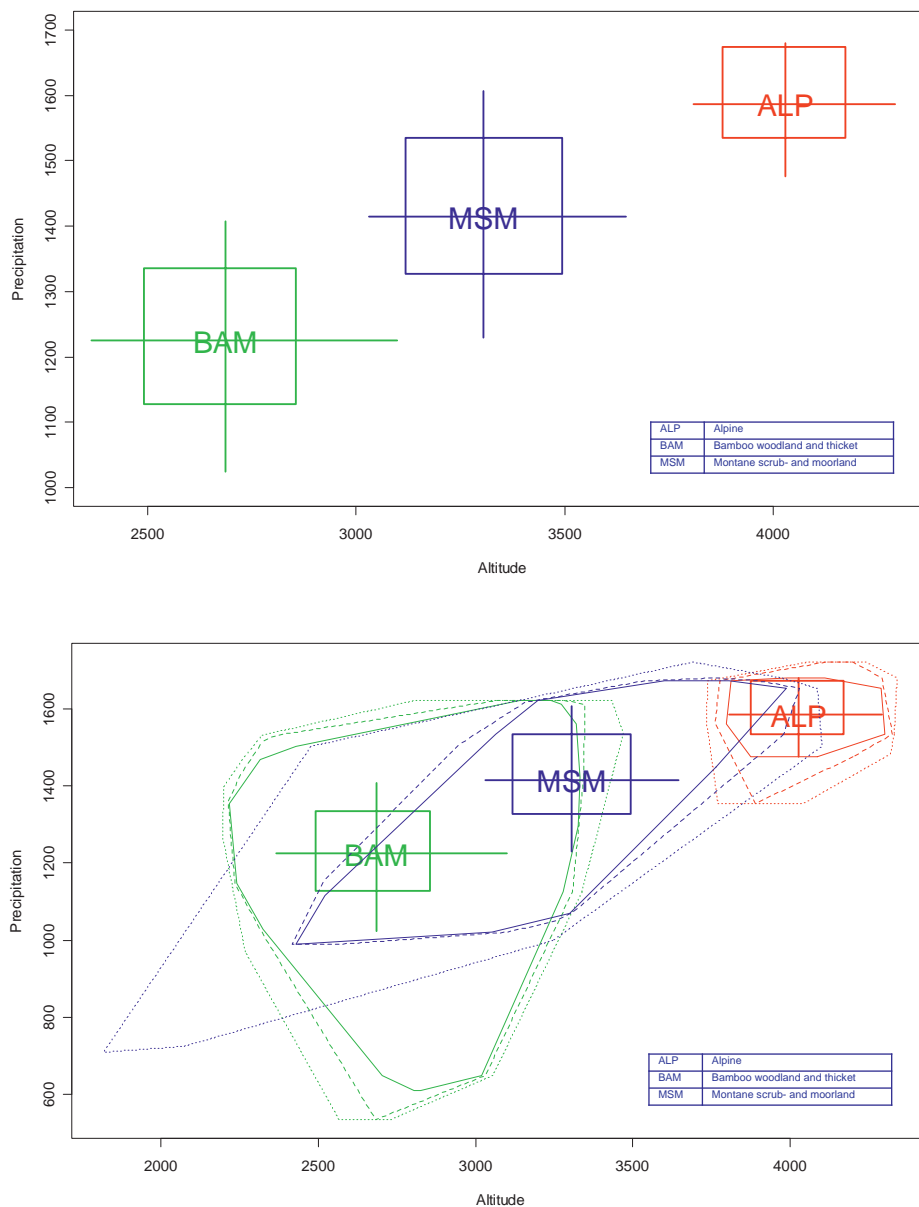 1700
1600
1500
1400
1300
1200
1100
1000
Precipitation
ALP
MSM
BAM
ALP Alpine
BAM Bamboo woodland and thicket
MSM Montane scrub- and moorland
2500 3000 3500 4000
Altitude
1600
1400
1200
1000
800
600
Precipitation
ALP
MSM
BAM
ALP Alpine
BAM Bamboo woodland and thicket
MSM Montane scrub- and moorland
2000 2500 3000 3500 4000
Altitude